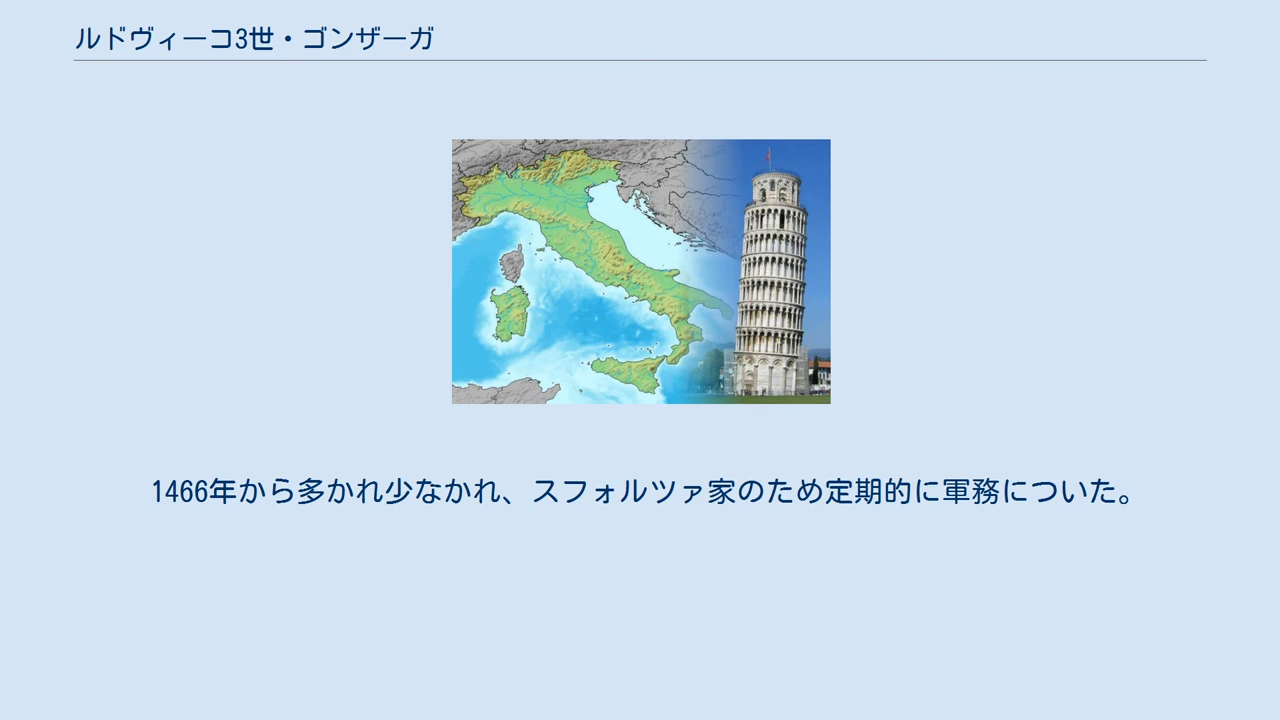 ルドヴィーコ3世・ゴンザーガ
1466年から多かれ少なかれ、スフォルツァ家のため定期的に軍務についた。